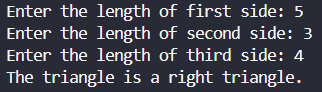 Enter the length of first side: 5
Enter the length of second side: 3
Enter the length of third side: 4
The triangle is a right triangle.